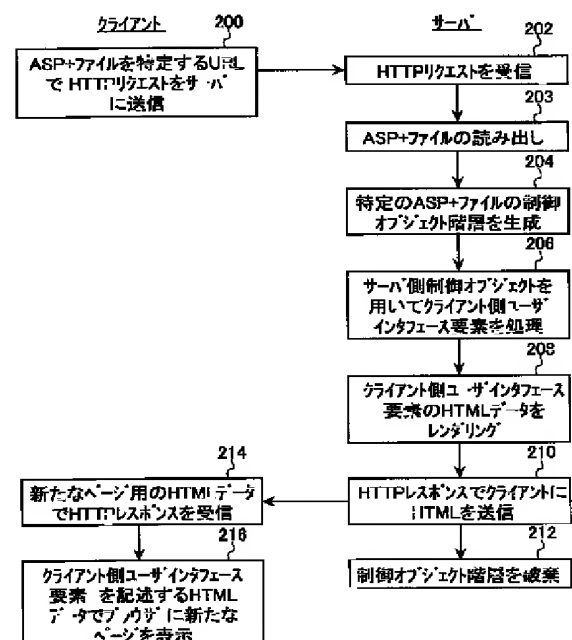 クライアント
200
ASP+ファイルを特定するURL
でHTTPリクエストをサーバ
に送信
サーバ
202
HTTPリクエストを受信
203
ASP+ファイルの読み出し
204
特定のASP+ファイルの制御
オブジェクト階層を生成
206
サーバ側制御オブジェクトを
用いてクライアント側ユーザ
インタフェース要素を処理
208
クライアント側ユーザインタフェース
要素のHTMLデータを
レンダリング
210
HTTPレスポンスでクライアントに
HTMLを送信
212
制御オブジェクト階層を破棄
214
新たなページ用のHTMLデータ
でHTTPレスポンスを受信
216
クライアント側ユーザインタフェース
要素 を記述するHTML
データでブラウザに新たな
ページを表示